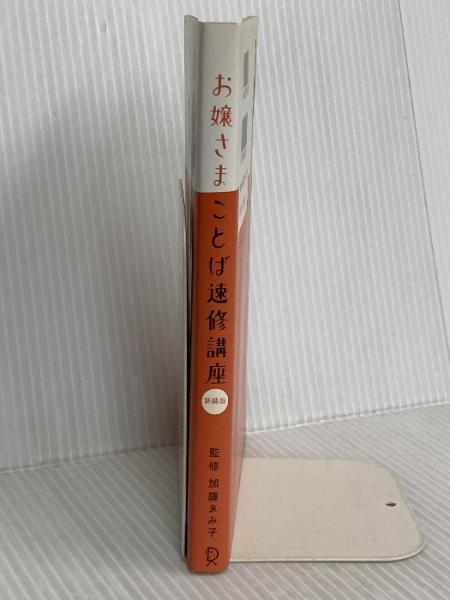 お嬢さまことば速修講座
新装版
監修 加藤ゑみ子